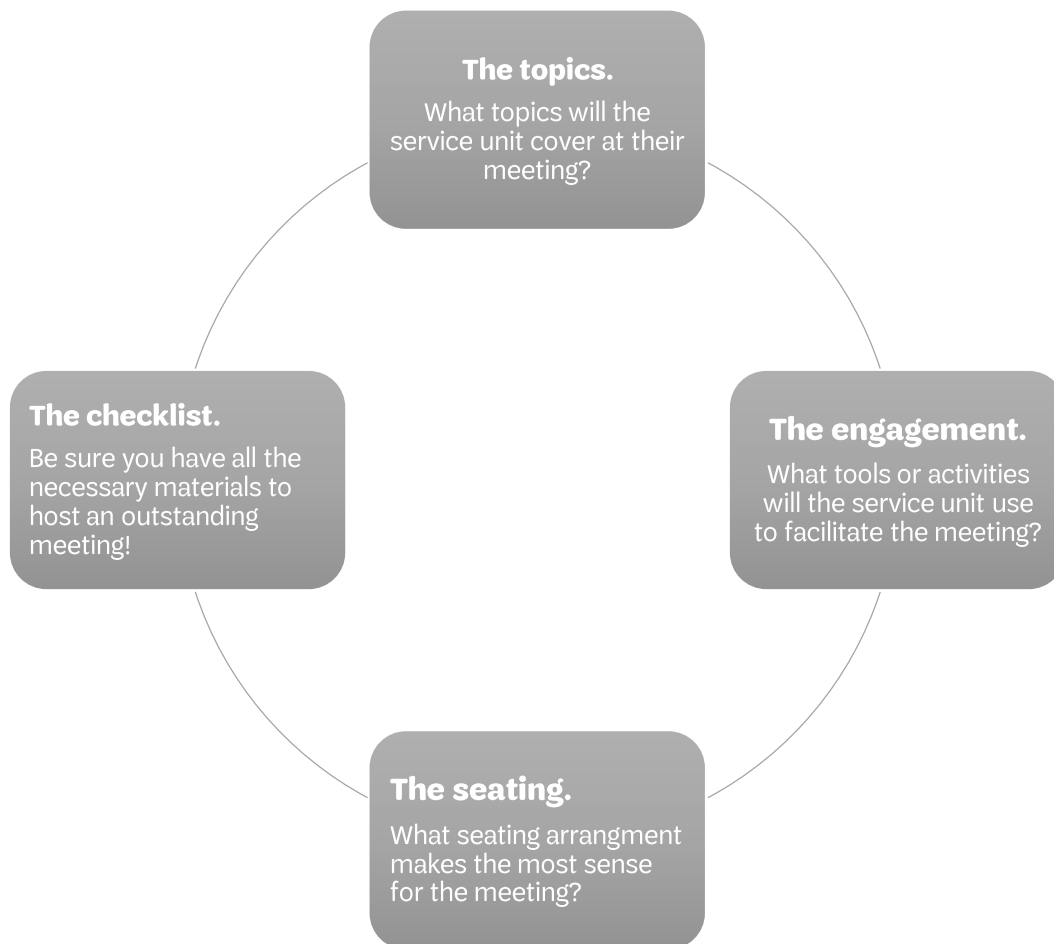 The topics.
What topics will the
service unit cover at their
meeting?
The engagement.
What tools or activities
will the service unit use
to facilitate the meeting?
The seating.
What seating arrangment
makes the most sense
for the meeting?
The checklist.
Be sure you have all the
necessary materials to
host an outstanding
meeting!